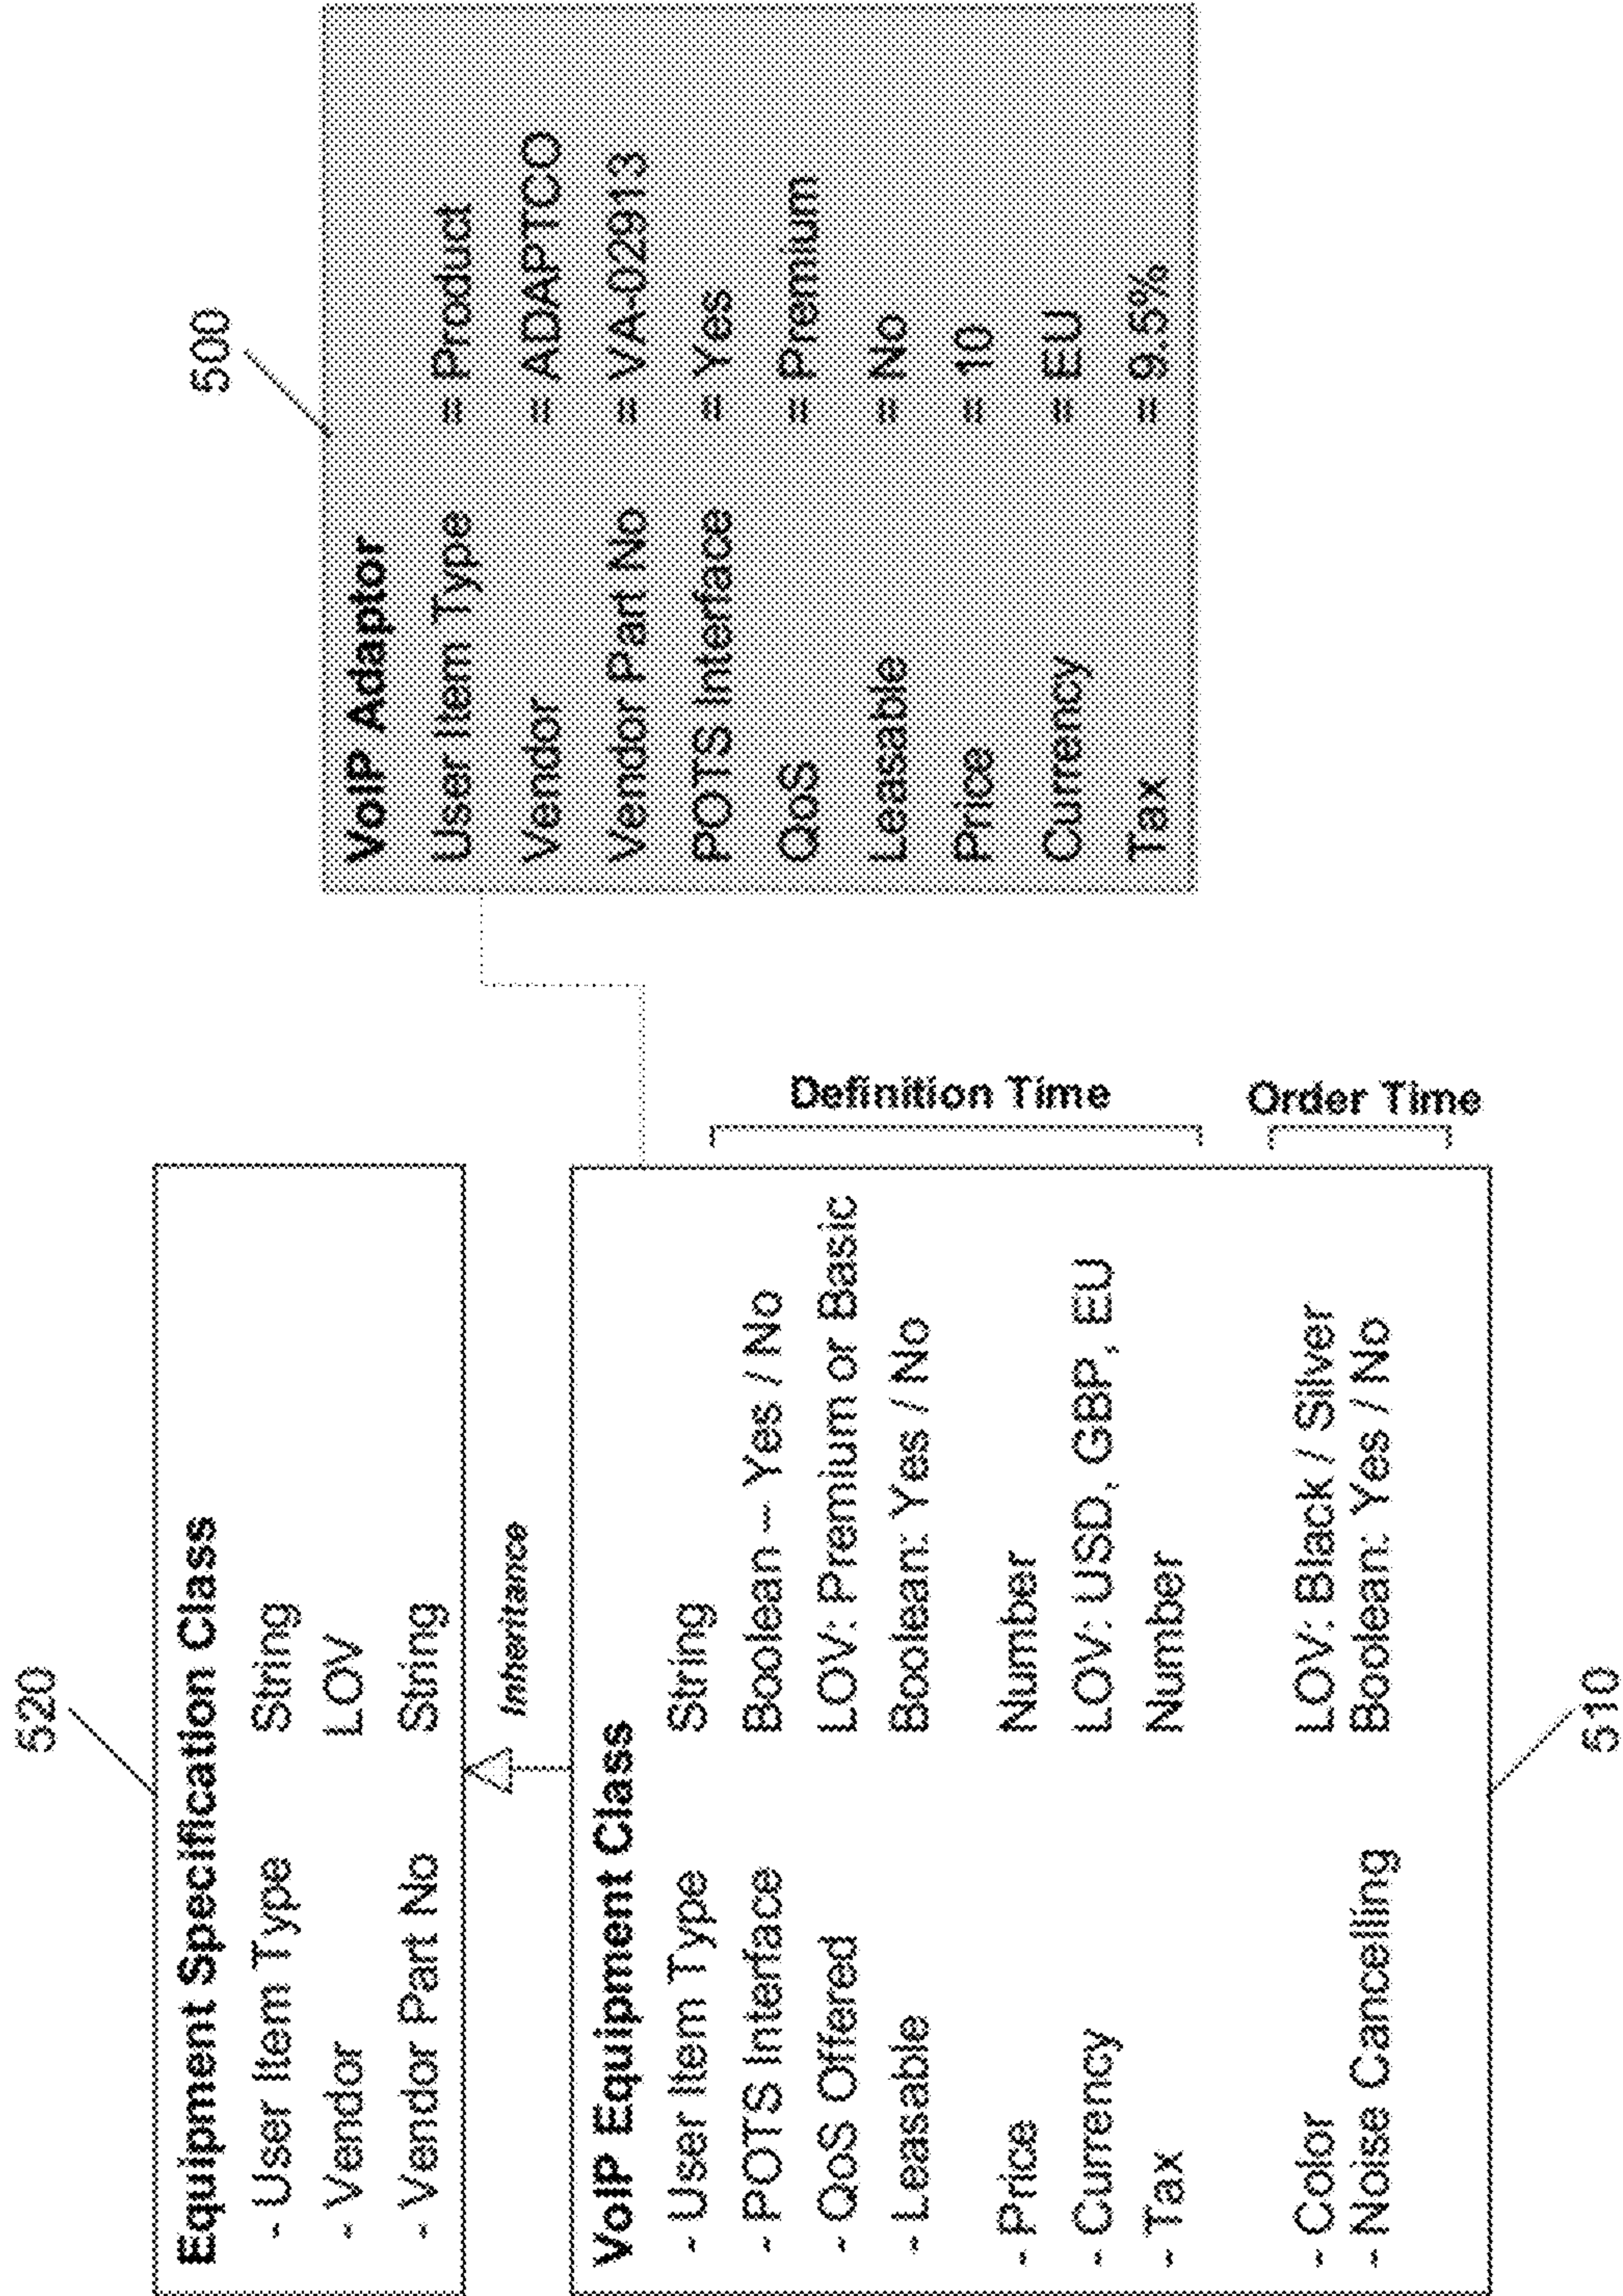 520
Equipment Specification Class
- User Item Type String
- Vendor LOV
- Vendor Part No String
Inheritance
VoIP Equipment Class
- User Item Type String
- POTS Interface Boolean – Yes / No
- QoS Offered LOV: Premium or Basic
- Leasable Boolean: Yes / No
- Price Number
- Currency LOV: USD, GBP, EU
- Tax Number
- Color LOV: Black / Silver
- Noise Cancelling Boolean: Yes / No
510
Definition Time
Order Time
500
VoIP Adaptor
User Item Type = Product
Vendor = ADAPTCO
Vendor Part No = VA-02913
POTS Interface = Yes
QoS = Premium
Leasable = No
Price = 10
Currency = EU
Tax = 9.5%